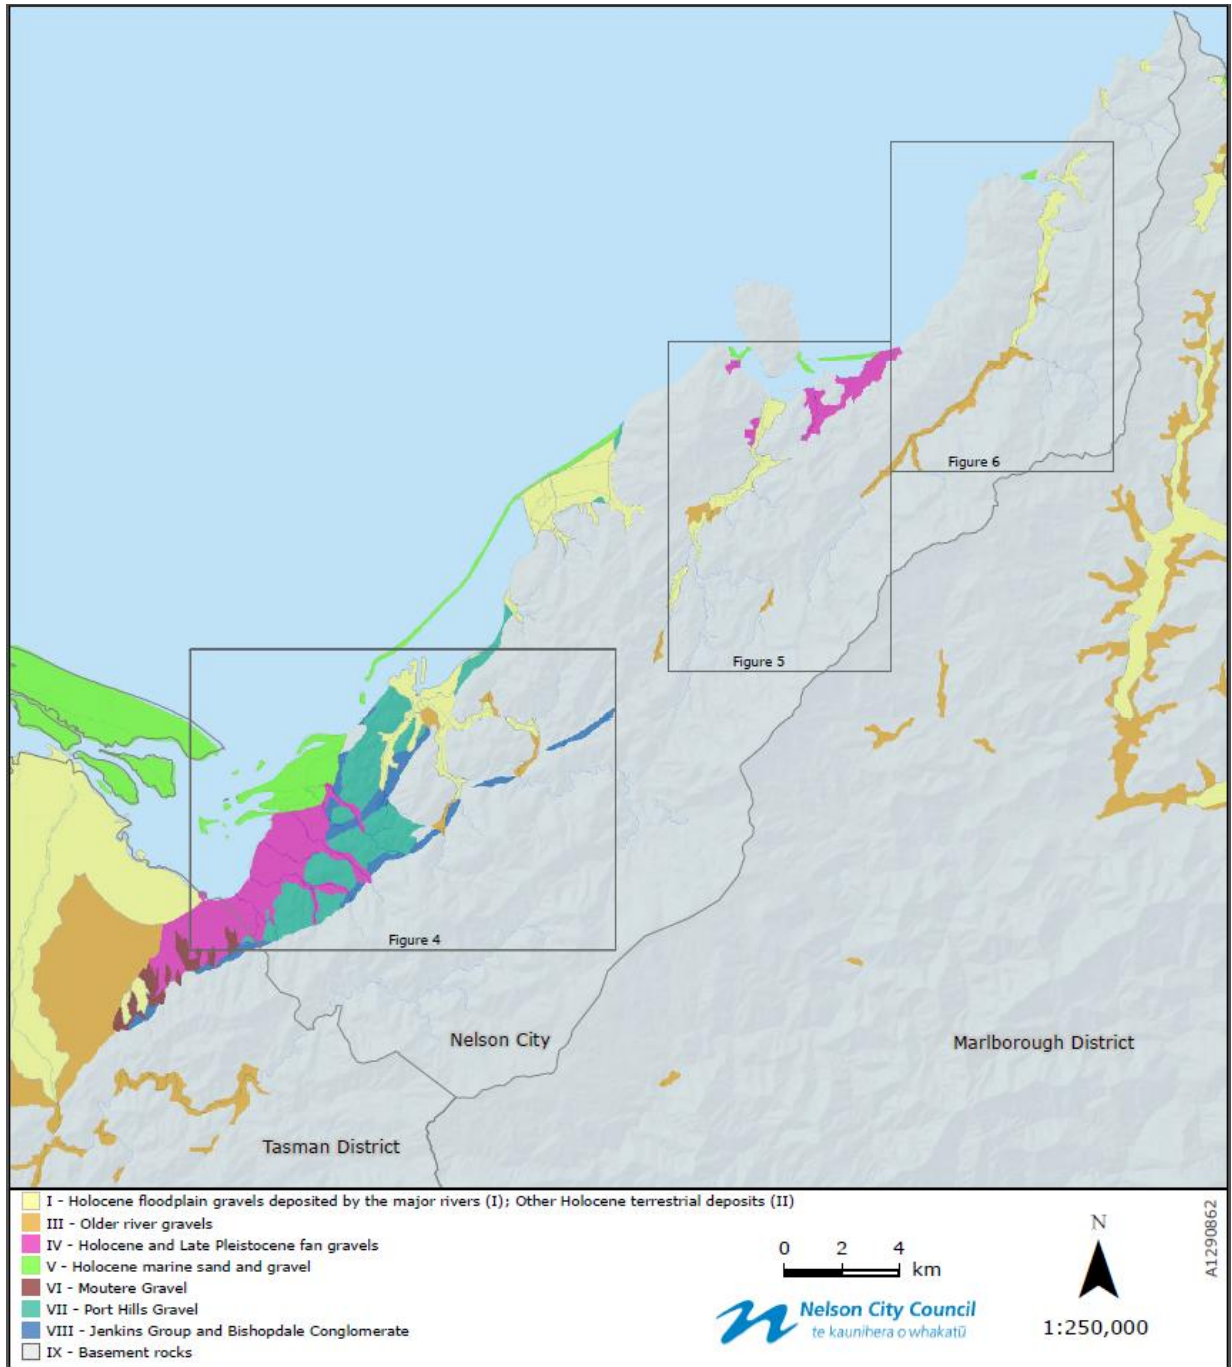 Figure 6
Figure 5
Figure 4
Nelson City
Marlborough District
Tasman District
I - Holocene floodplain gravels deposited by the major rivers (I); Other Holocene terrestrial deposits (II)
III - Older river gravels
IV - Holocene and Late Pleistocene fan gravels
V - Holocene marine sand and gravel
VI - Moutere Gravel
VII - Port Hills Gravel
VIII - Jenkins Group and Bishopdale Conglomerate
IX - Basement rocks
0 2 4
km
Nelson City Council
te kaunihera o whakatū
N
1:250,000
A1290862